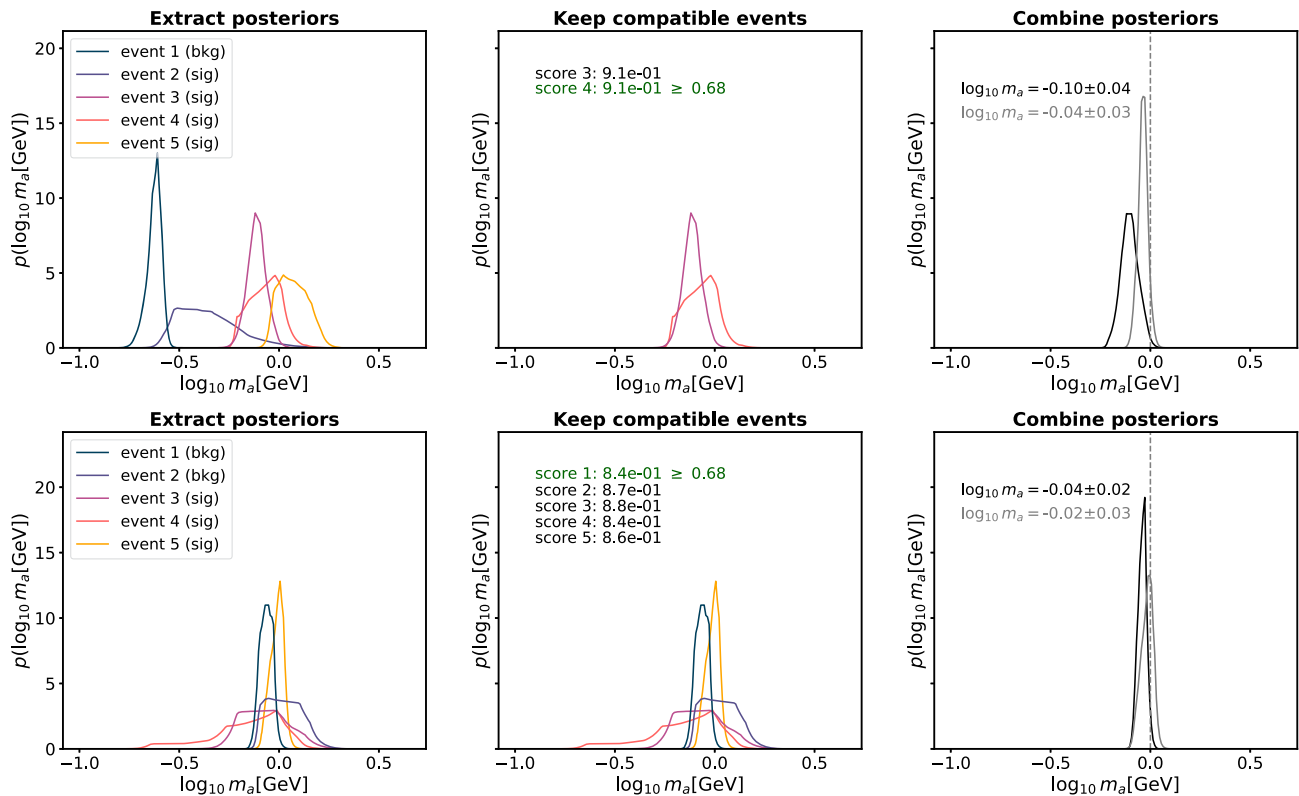 Extract posteriors
20
15
10
5
0
p(log10 ma[GeV])
event 1 (bkg)
event 2 (sig)
event 3 (sig)
event 4 (sig)
event 5 (sig)
−1.0 −0.5 0.0 0.5
log10 ma[GeV]
Keep compatible events
p(log10 ma[GeV])
score 3: 9.1e-01
score 4: 9.1e-01 ≥ 0.68
−1.0 −0.5 0.0 0.5
log10 ma[GeV]
Combine posteriors
p(log10 ma[GeV])
log10 ma = -0.10±0.04
log10 ma = -0.04±0.03
−1.0 −0.5 0.0 0.5
log10 ma[GeV]
Extract posteriors
20
15
10
5
0
p(log10 ma[GeV])
event 1 (bkg)
event 2 (bkg)
event 3 (sig)
event 4 (sig)
event 5 (sig)
−1.0 −0.5 0.0 0.5
log10 ma[GeV]
Keep compatible events
p(log10 ma[GeV])
score 1: 8.4e-01 ≥ 0.68
score 2: 8.7e-01
score 3: 8.8e-01
score 4: 8.4e-01
score 5: 8.6e-01
−1.0 −0.5 0.0 0.5
log10 ma[GeV]
Combine posteriors
p(log10 ma[GeV])
log10 ma = -0.04±0.02
log10 ma = -0.02±0.03
−1.0 −0.5 0.0 0.5
log10 ma[GeV]